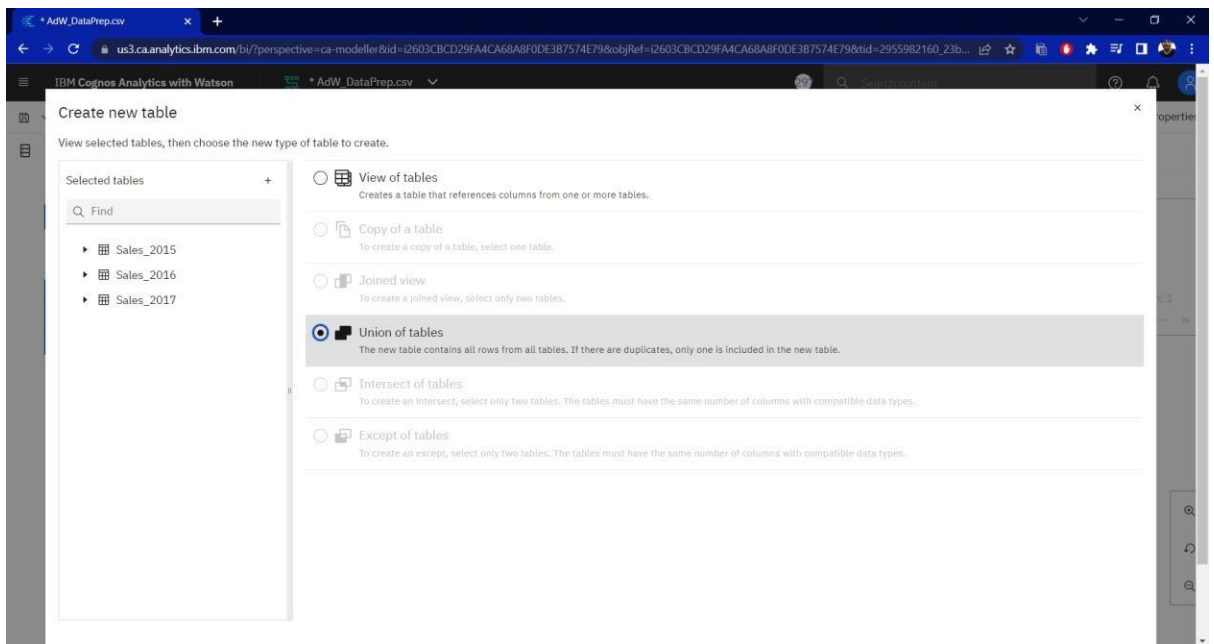 * AdW_DataPrep.csv
us3.ca.analytics.ibm.com/bi/?perspective=ca-modeller&id=i2603CBCD29FA4CA68A8F0DE3B7574E79&objRef=i2603CBCD29FA4CA68A8F0DE3B7574E79&tid=2955982160_23b...
IBM Cognos Analytics with Watson
* AdW_DataPrep.csv
29
Search content
Create new table
opertie
View selected tables, then choose the new type of table to create.
Selected tables
Find
Sales_2015
Sales_2016
Sales_2017
View of tables
Creates a table that references columns from one or more tables.
Copy of a table
To create a copy of a table, select one table.
Joined view
To create a joined view, select only two tables.
Union of tables
The new table contains all rows from all tables. If there are duplicates, only one is included in the new table.
Intersect of tables
To create an intersect, select only two tables. The tables must have the same number of columns with compatible data types.
Except of tables
To create an except, select only two tables. The tables must have the same number of columns with compatible data types.